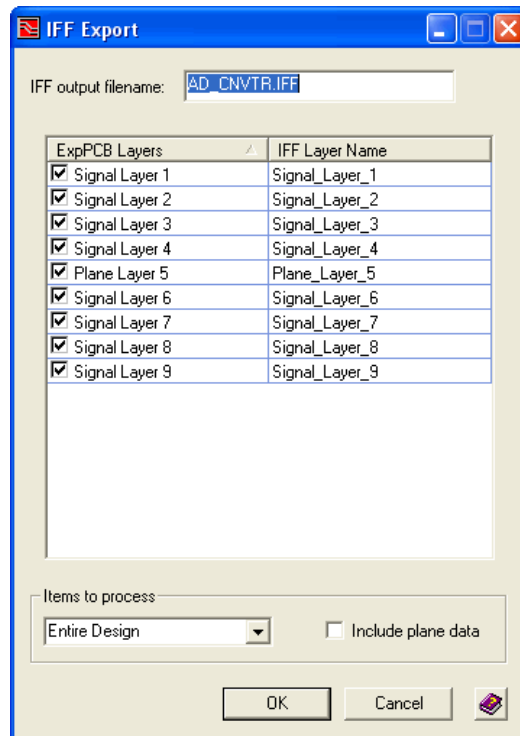 IFF Export
IFF output filename: AD_CNVTR.IFF
ExpPCB Layers IFF Layer Name
Signal Layer 1 Signal_Layer_1
Signal Layer 2 Signal_Layer_2
Signal Layer 3 Signal_Layer_3
Signal Layer 4 Signal_Layer_4
Plane Layer 5 Plane_Layer_5
Signal Layer 6 Signal_Layer_6
Signal Layer 7 Signal_Layer_7
Signal Layer 8 Signal_Layer_8
Signal Layer 9 Signal_Layer_9
Items to process
Entire Design Include plane data
OK Cancel